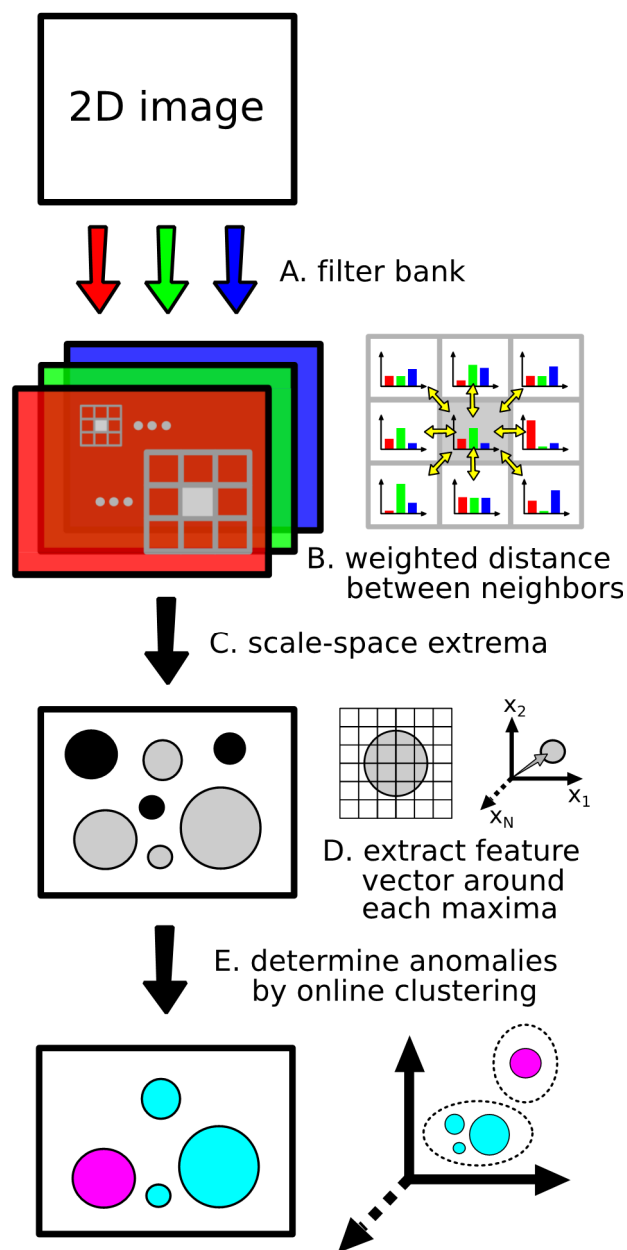 2D image
A. filter bank
B. weighted distance
between neighbors
C. scale-space extrema
x2
x1
xN
D. extract feature
vector around
each maxima
E. determine anomalies
by online clustering